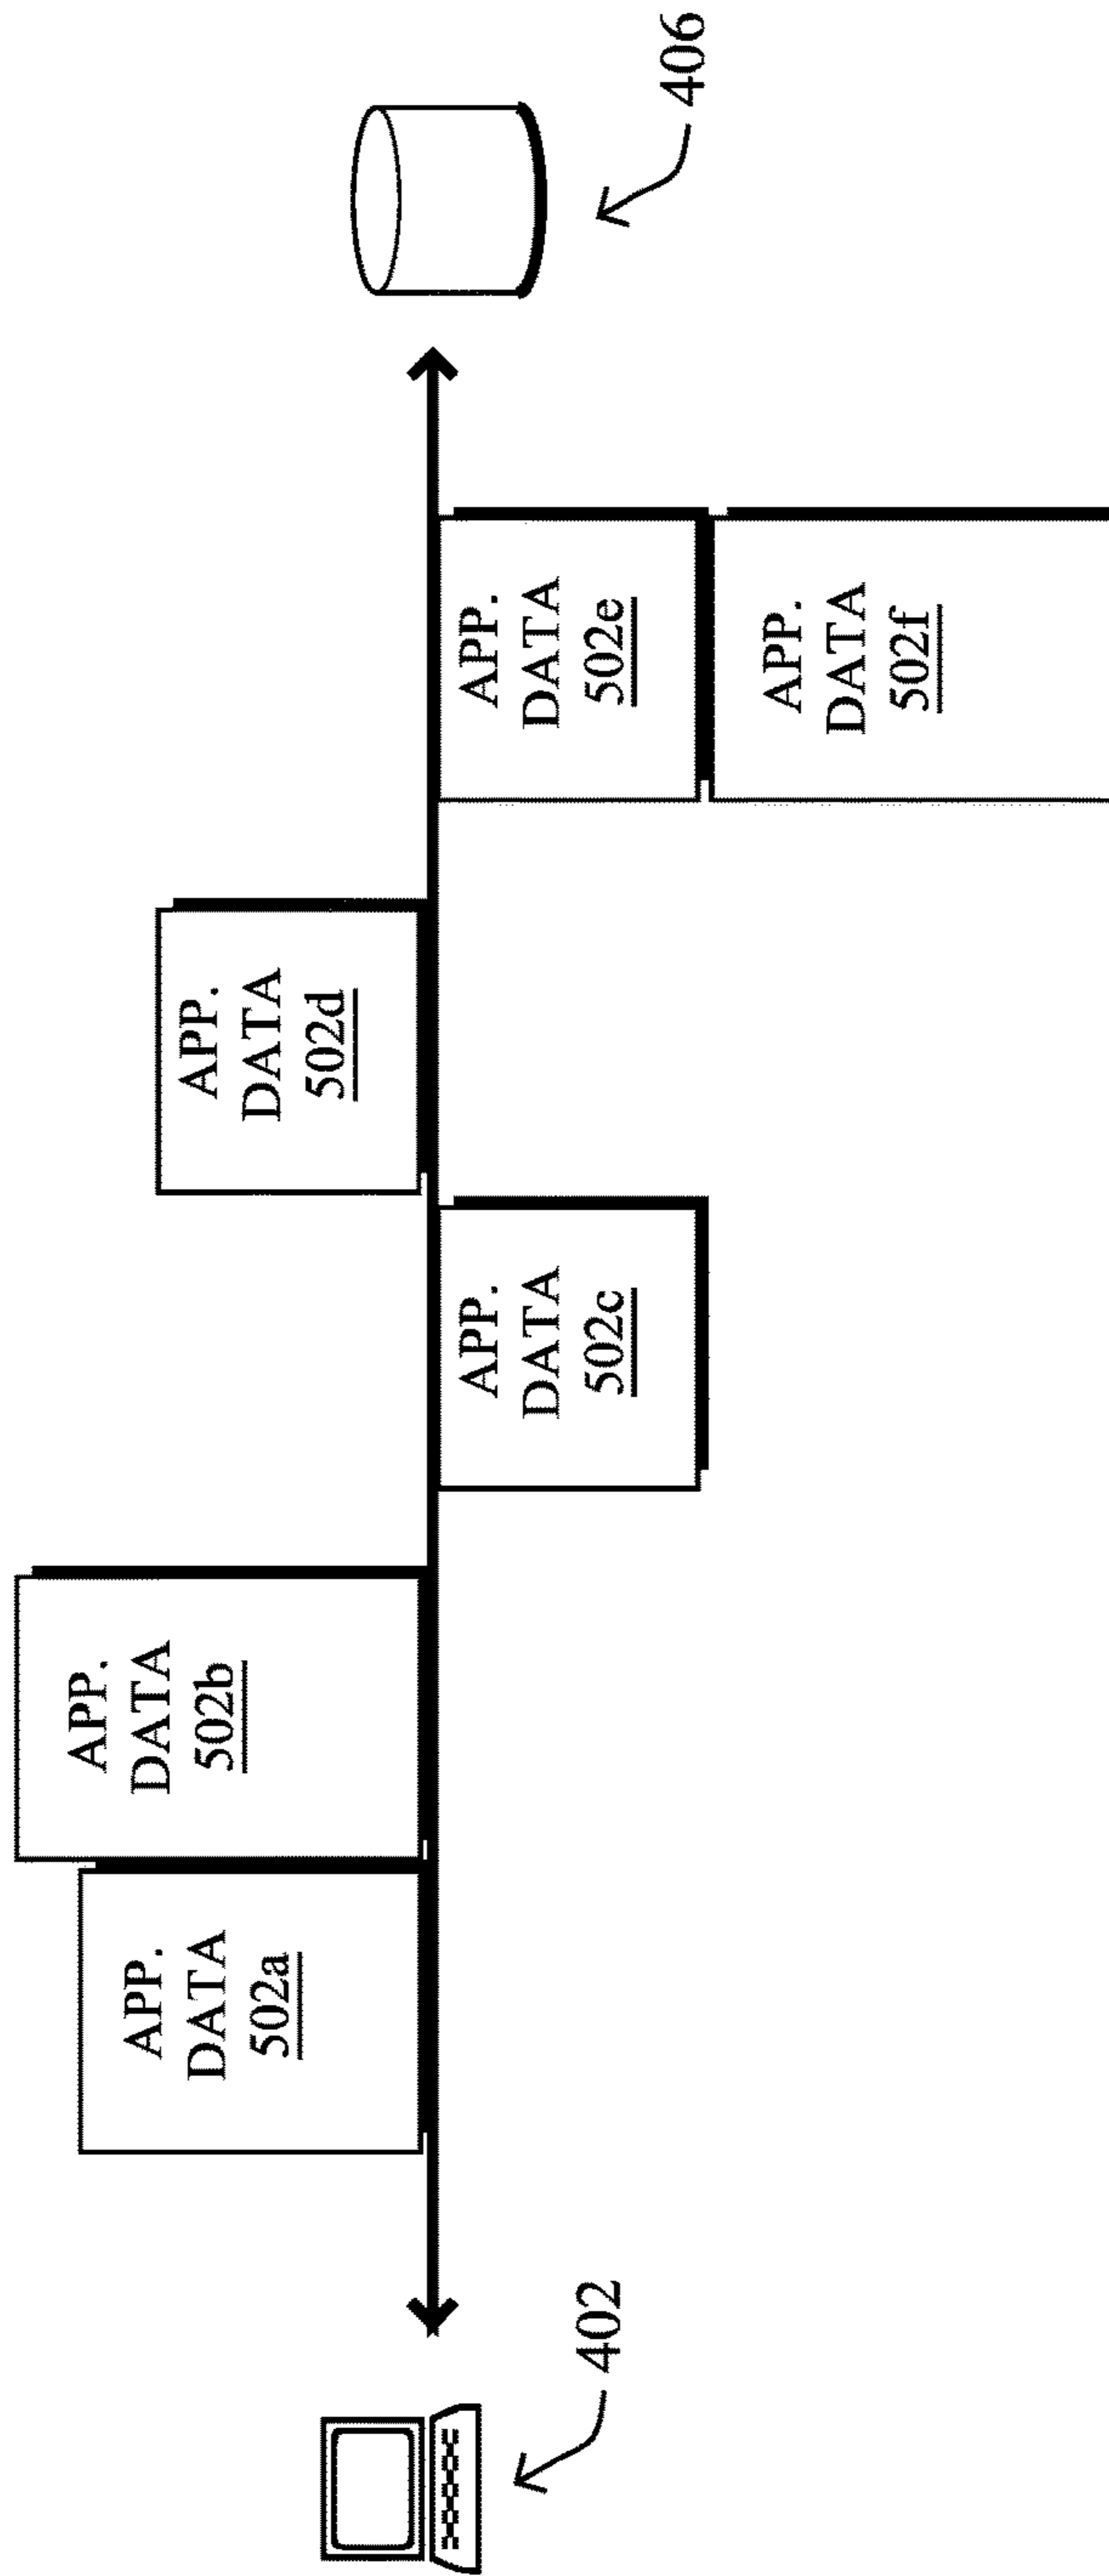 APP.
DATA
502a
APP.
DATA
502b
APP.
DATA
502d
402
APP.
DATA
502c
APP.
DATA
502e
APP.
DATA
502f
406